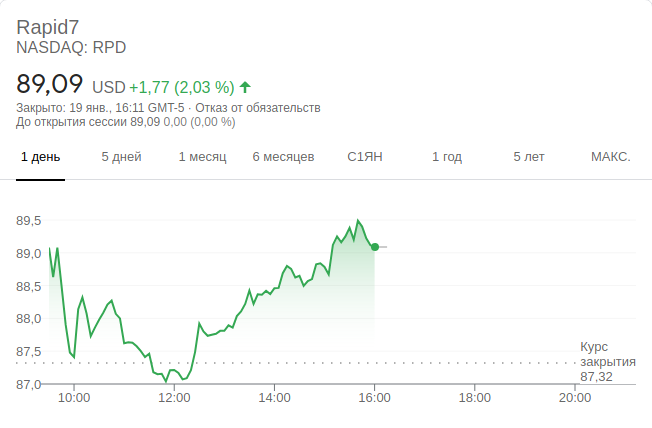 Rapid7
NASDAQ: RPD
89,09 USD +1,77 (2,03 %)
Закрыто: 19 янв., 16:11 GMT-5 · Отказ от обязательств
До открытия сессии 89,09 0,00 (0,00 %)
1 день 5 дней 1 месяц 6 месяцев С1ЯН 1 год 5 лет МАКС.
89,5
89,0
88,5
88,0
87,5
87,0
Курс
закрытия
87,32
10:00 12:00 14:00 16:00 18:00 20:00